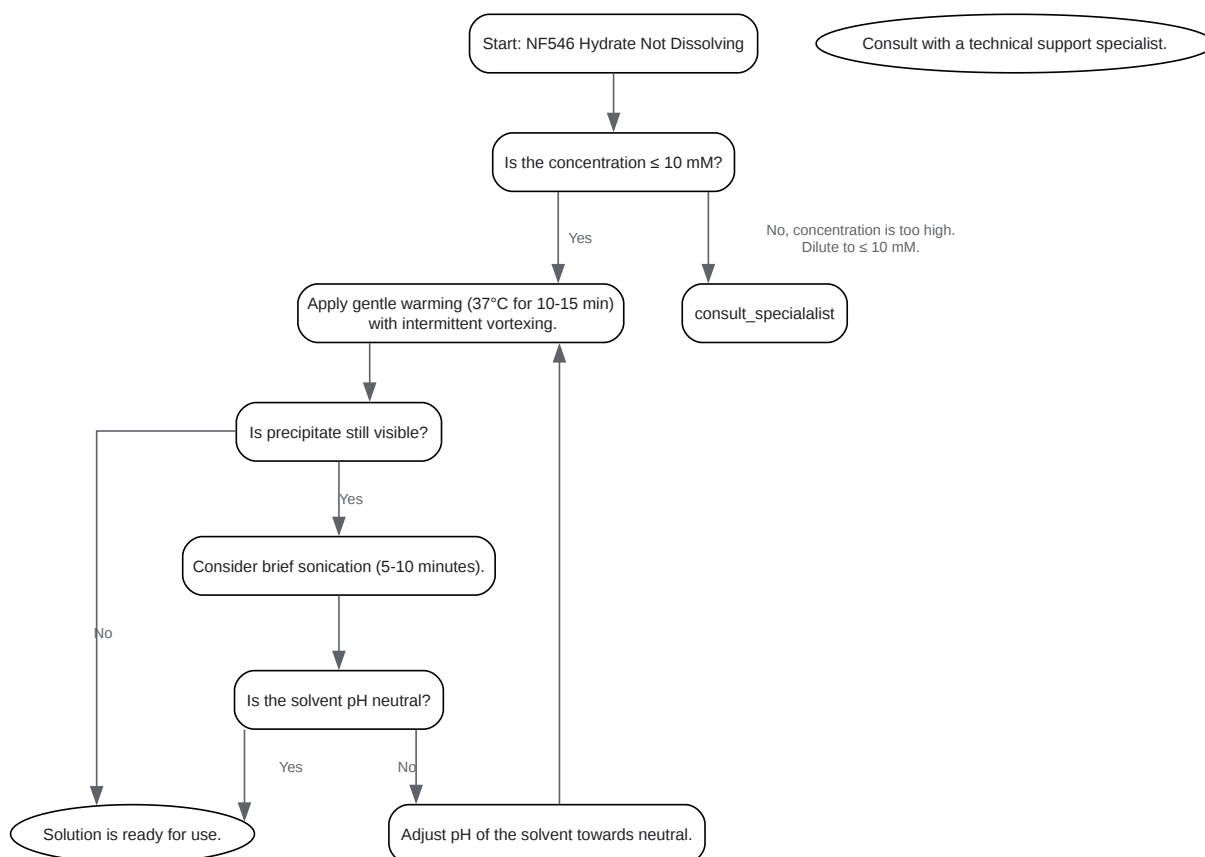 Start: NF546 Hydrate Not Dissolving
Consult with a technical support specialist.
Is the concentration ≤ 10 mM?
Yes
No, concentration is too high.
Dilute to ≤ 10 mM.
Apply gentle warming (37°C for 10-15 min)
with intermittent vortexing.
consult_specialalist
Is precipitate still visible?
Yes
Consider brief sonication (5-10 minutes).
No
Is the solvent pH neutral?
Yes
No
Solution is ready for use.
Adjust pH of the solvent towards neutral.